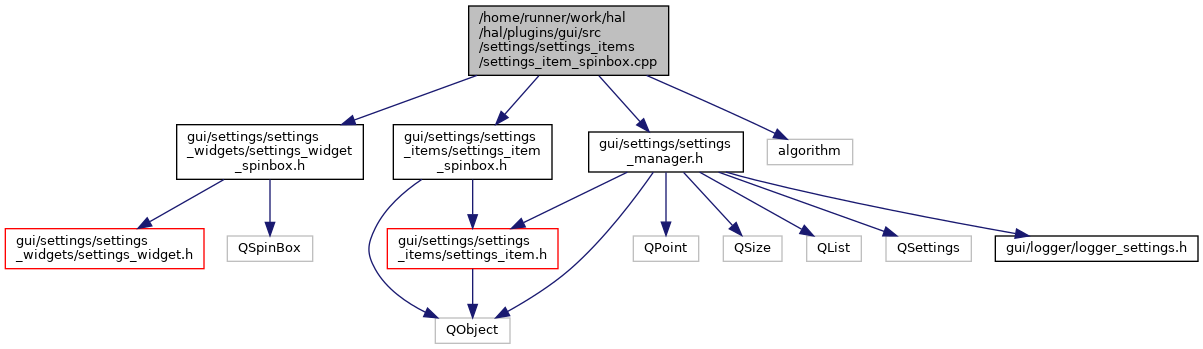 /home/runner/work/hal
/hal/plugins/gui/src
/settings/settings_items
/settings_item_spinbox.cpp
gui/settings/settings
_widgets/settings_widget
_spinbox.h
gui/settings/settings
_items/settings_item
_spinbox.h
gui/settings/settings
_manager.h
algorithm
gui/settings/settings
_widgets/settings_widget.h
QSpinBox
gui/settings/settings
_items/settings_item.h
QPoint
QSize
QList
QSettings
gui/logger/logger_settings.h
QObject